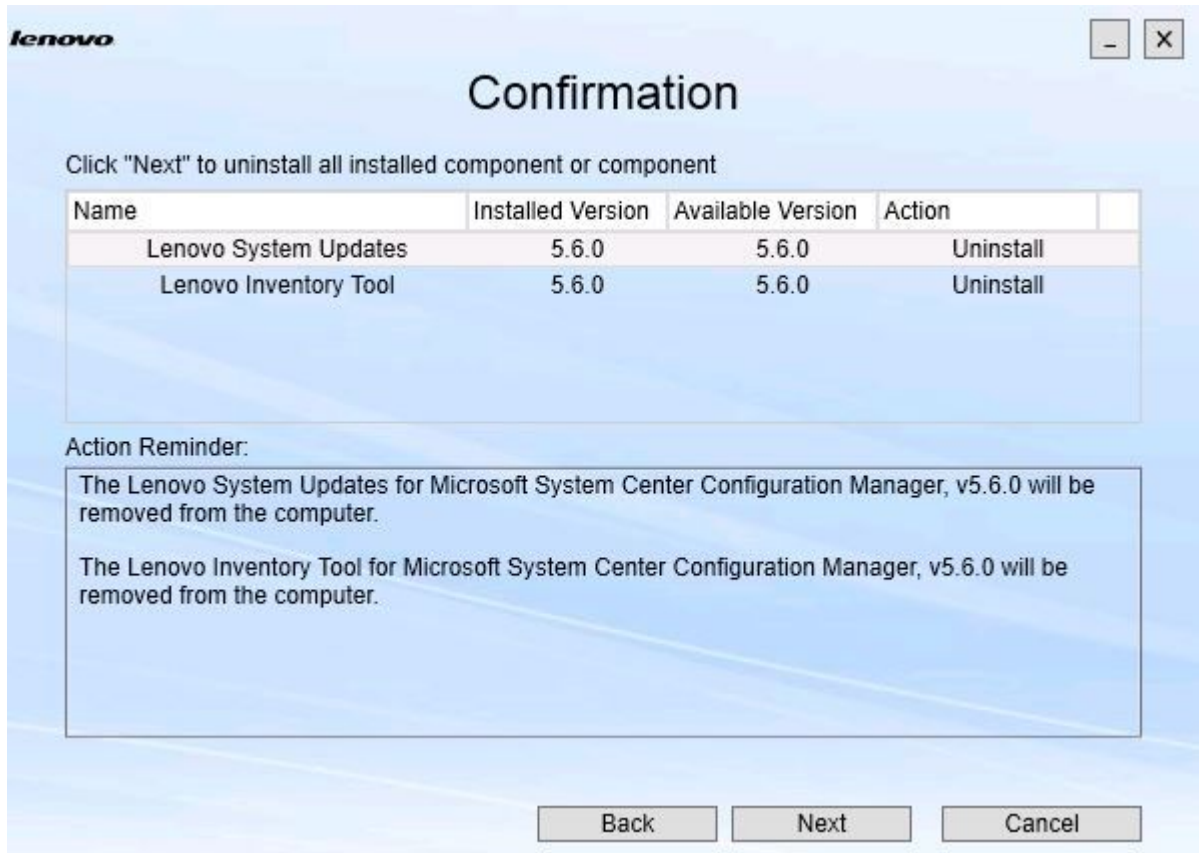 lenovo
_ X
Confirmation
Click "Next" to uninstall all installed component or component
Name Installed Version Available Version Action
Lenovo System Updates 5.6.0 5.6.0 Uninstall
Lenovo Inventory Tool 5.6.0 5.6.0 Uninstall
Action Reminder:
The Lenovo System Updates for Microsoft System Center Configuration Manager, v5.6.0 will be
removed from the computer.
The Lenovo Inventory Tool for Microsoft System Center Configuration Manager, v5.6.0 will be
removed from the computer.
Back Next Cancel